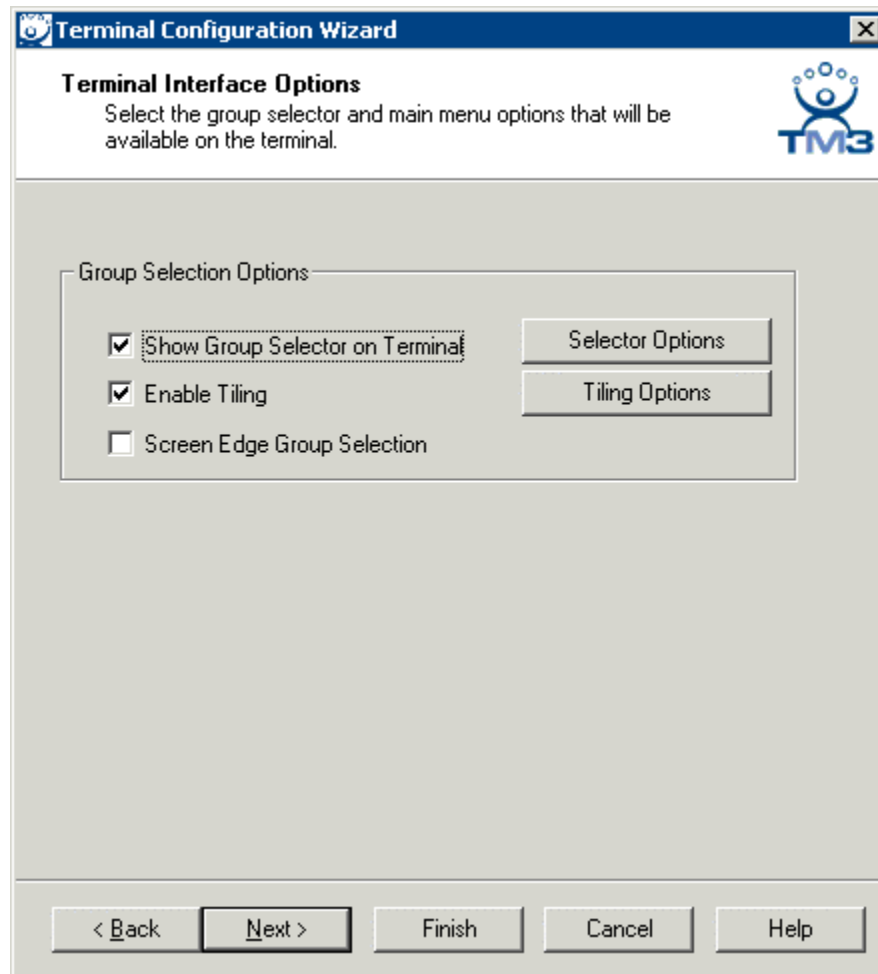 Terminal Configuration Wizard
Terminal Interface Options
Select the group selector and main menu options that will be
available on the terminal.
TM3
Group Selection Options
Show Group Selector on Terminal
Selector Options
Enable Tiling
Tiling Options
Screen Edge Group Selection
< Back
Next >
Finish
Cancel
Help